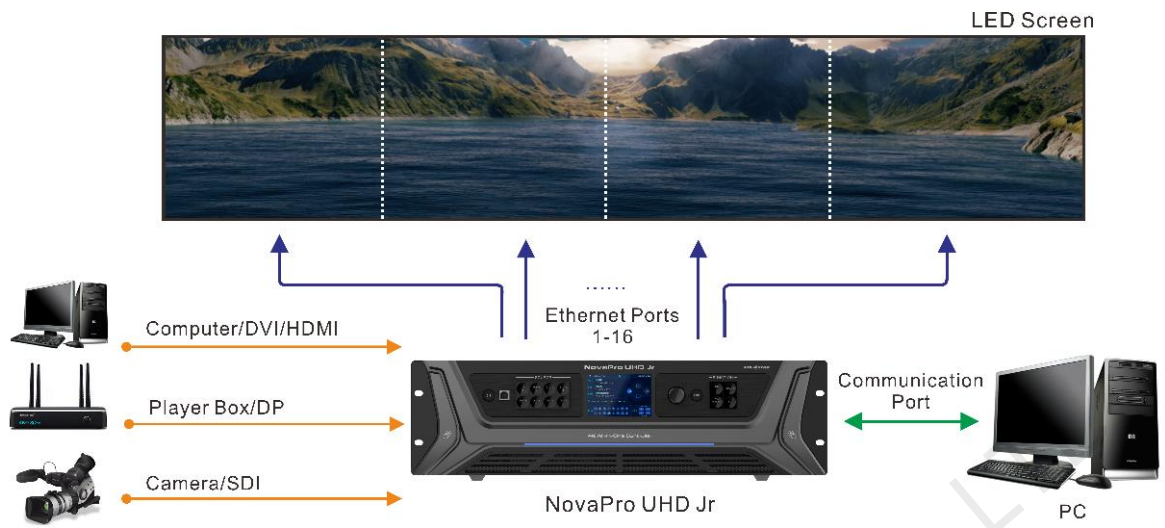 LED Screen
......
Ethernet Ports
1-16
Computer/DVI/HDMI
Player Box/DP
Camera/SDI
NovaPro UHD Jr
Communication
Port
NovaPro UHD Jr
PC